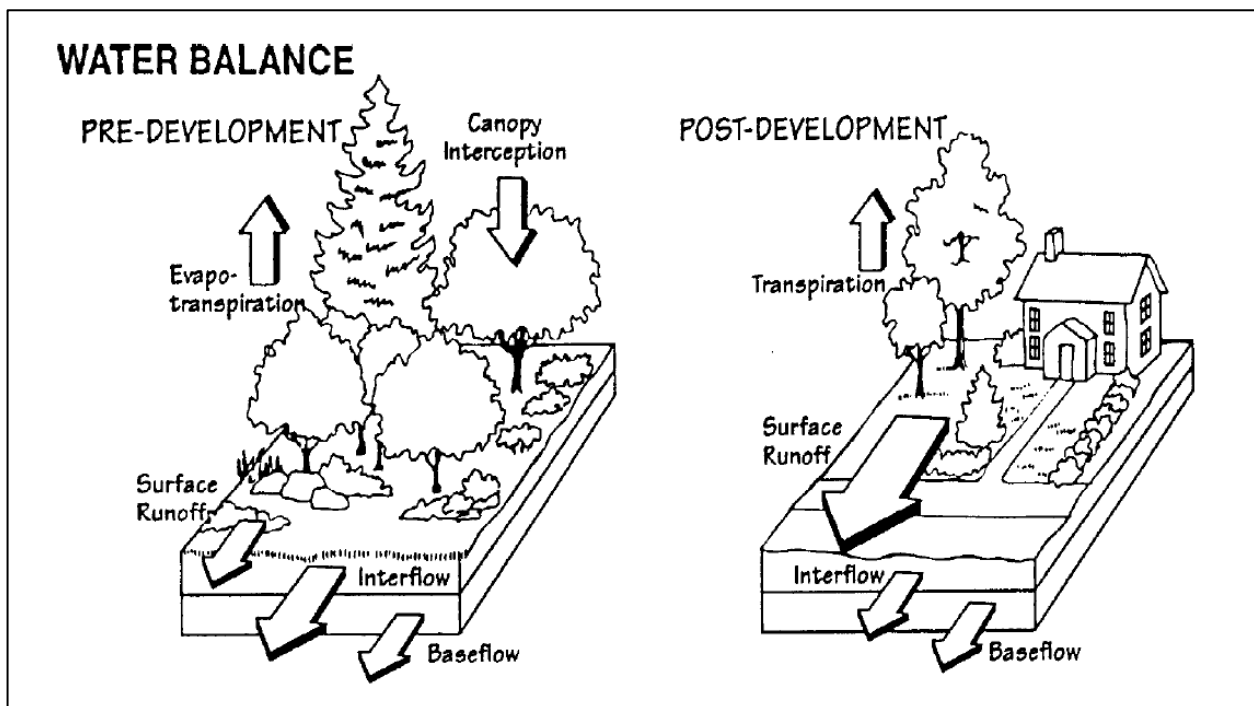 WATER BALANCE
PRE-DEVELOPMENT
Canopy
Interception
Evapo-
transpiration
Surface
Runoff
Interflow
Baseflow
POST-DEVELOPMENT
Transpiration
Surface
Runoff
Interflow
Baseflow